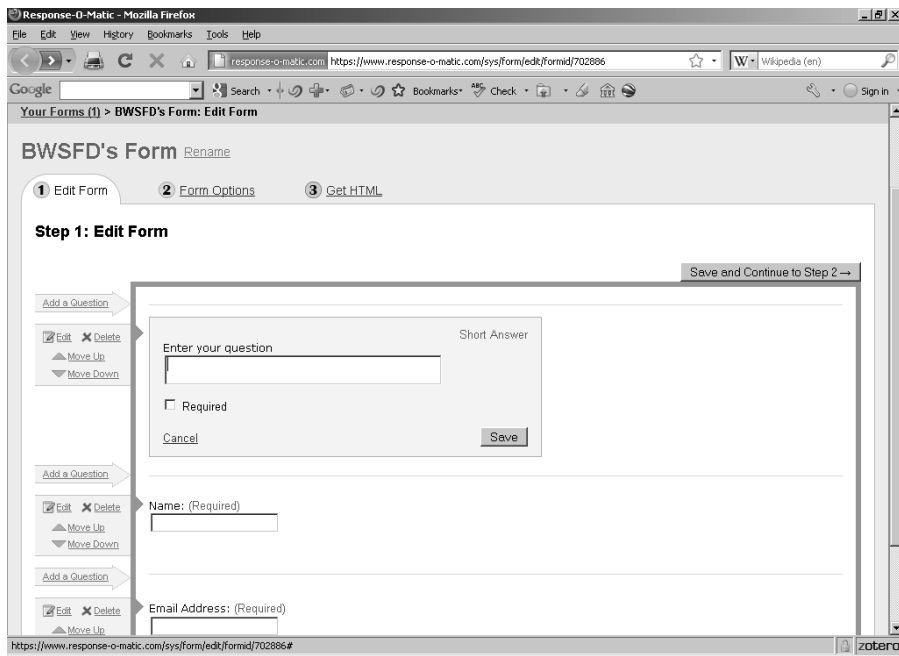 Response-O-Matic - Mozilla Firefox
File Edit View History Bookmarks Tools Help
response-o-matic.com https://www.response-o-matic.com/sys/form/edit/formid/702886 W Wikipedia (en)
Google Search Bookmarks ABC Check Sign in
Your Forms (1) > BWSFD's Form: Edit Form
BWSFD's Form Rename
1 Edit Form 2 Form Options 3 Get HTML
Step 1: Edit Form
Save and Continue to Step 2→
Add a Question
Edit Delete
Short Answer
Enter your question
Move Up
Move Down
Required
Cancel Save
Add a Question
Edit Delete
Name: (Required)
Move Up
Move Down
Add a Question
Edit Delete
Email Address: (Required)
Move Up
https://www.response-o-matic.com/sys/form/edit/formid/702886# zotero